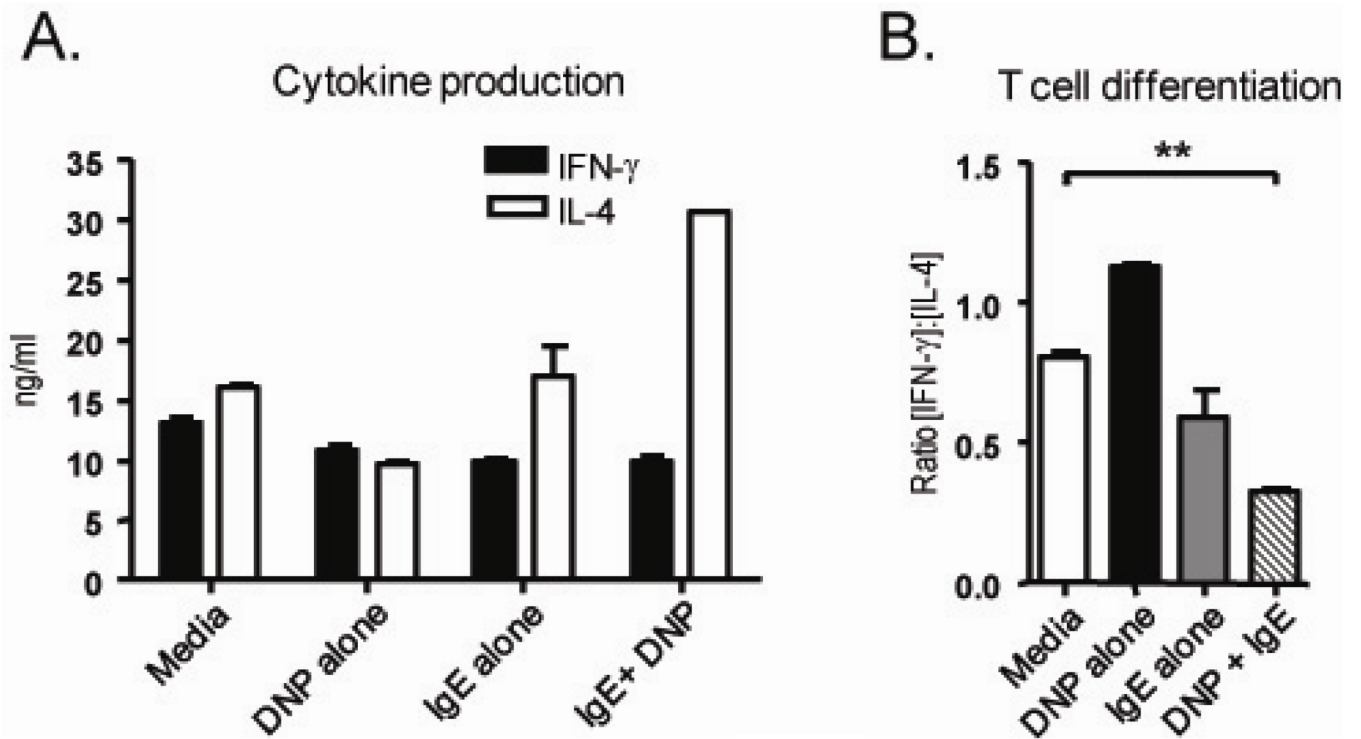 A.
Cytokine production
IFN-γ
IL-4
ng/ml
35
30
25
20
15
10
5
0
Media
DNP alone
IgE alone
IgE+ DNP
B.
T cell differentiation
**
Ratio [IFN-γ]:[IL-4]
1.5
1.0
0.5
0.0
Media
DNP alone
IgE alone
DNP + IgE